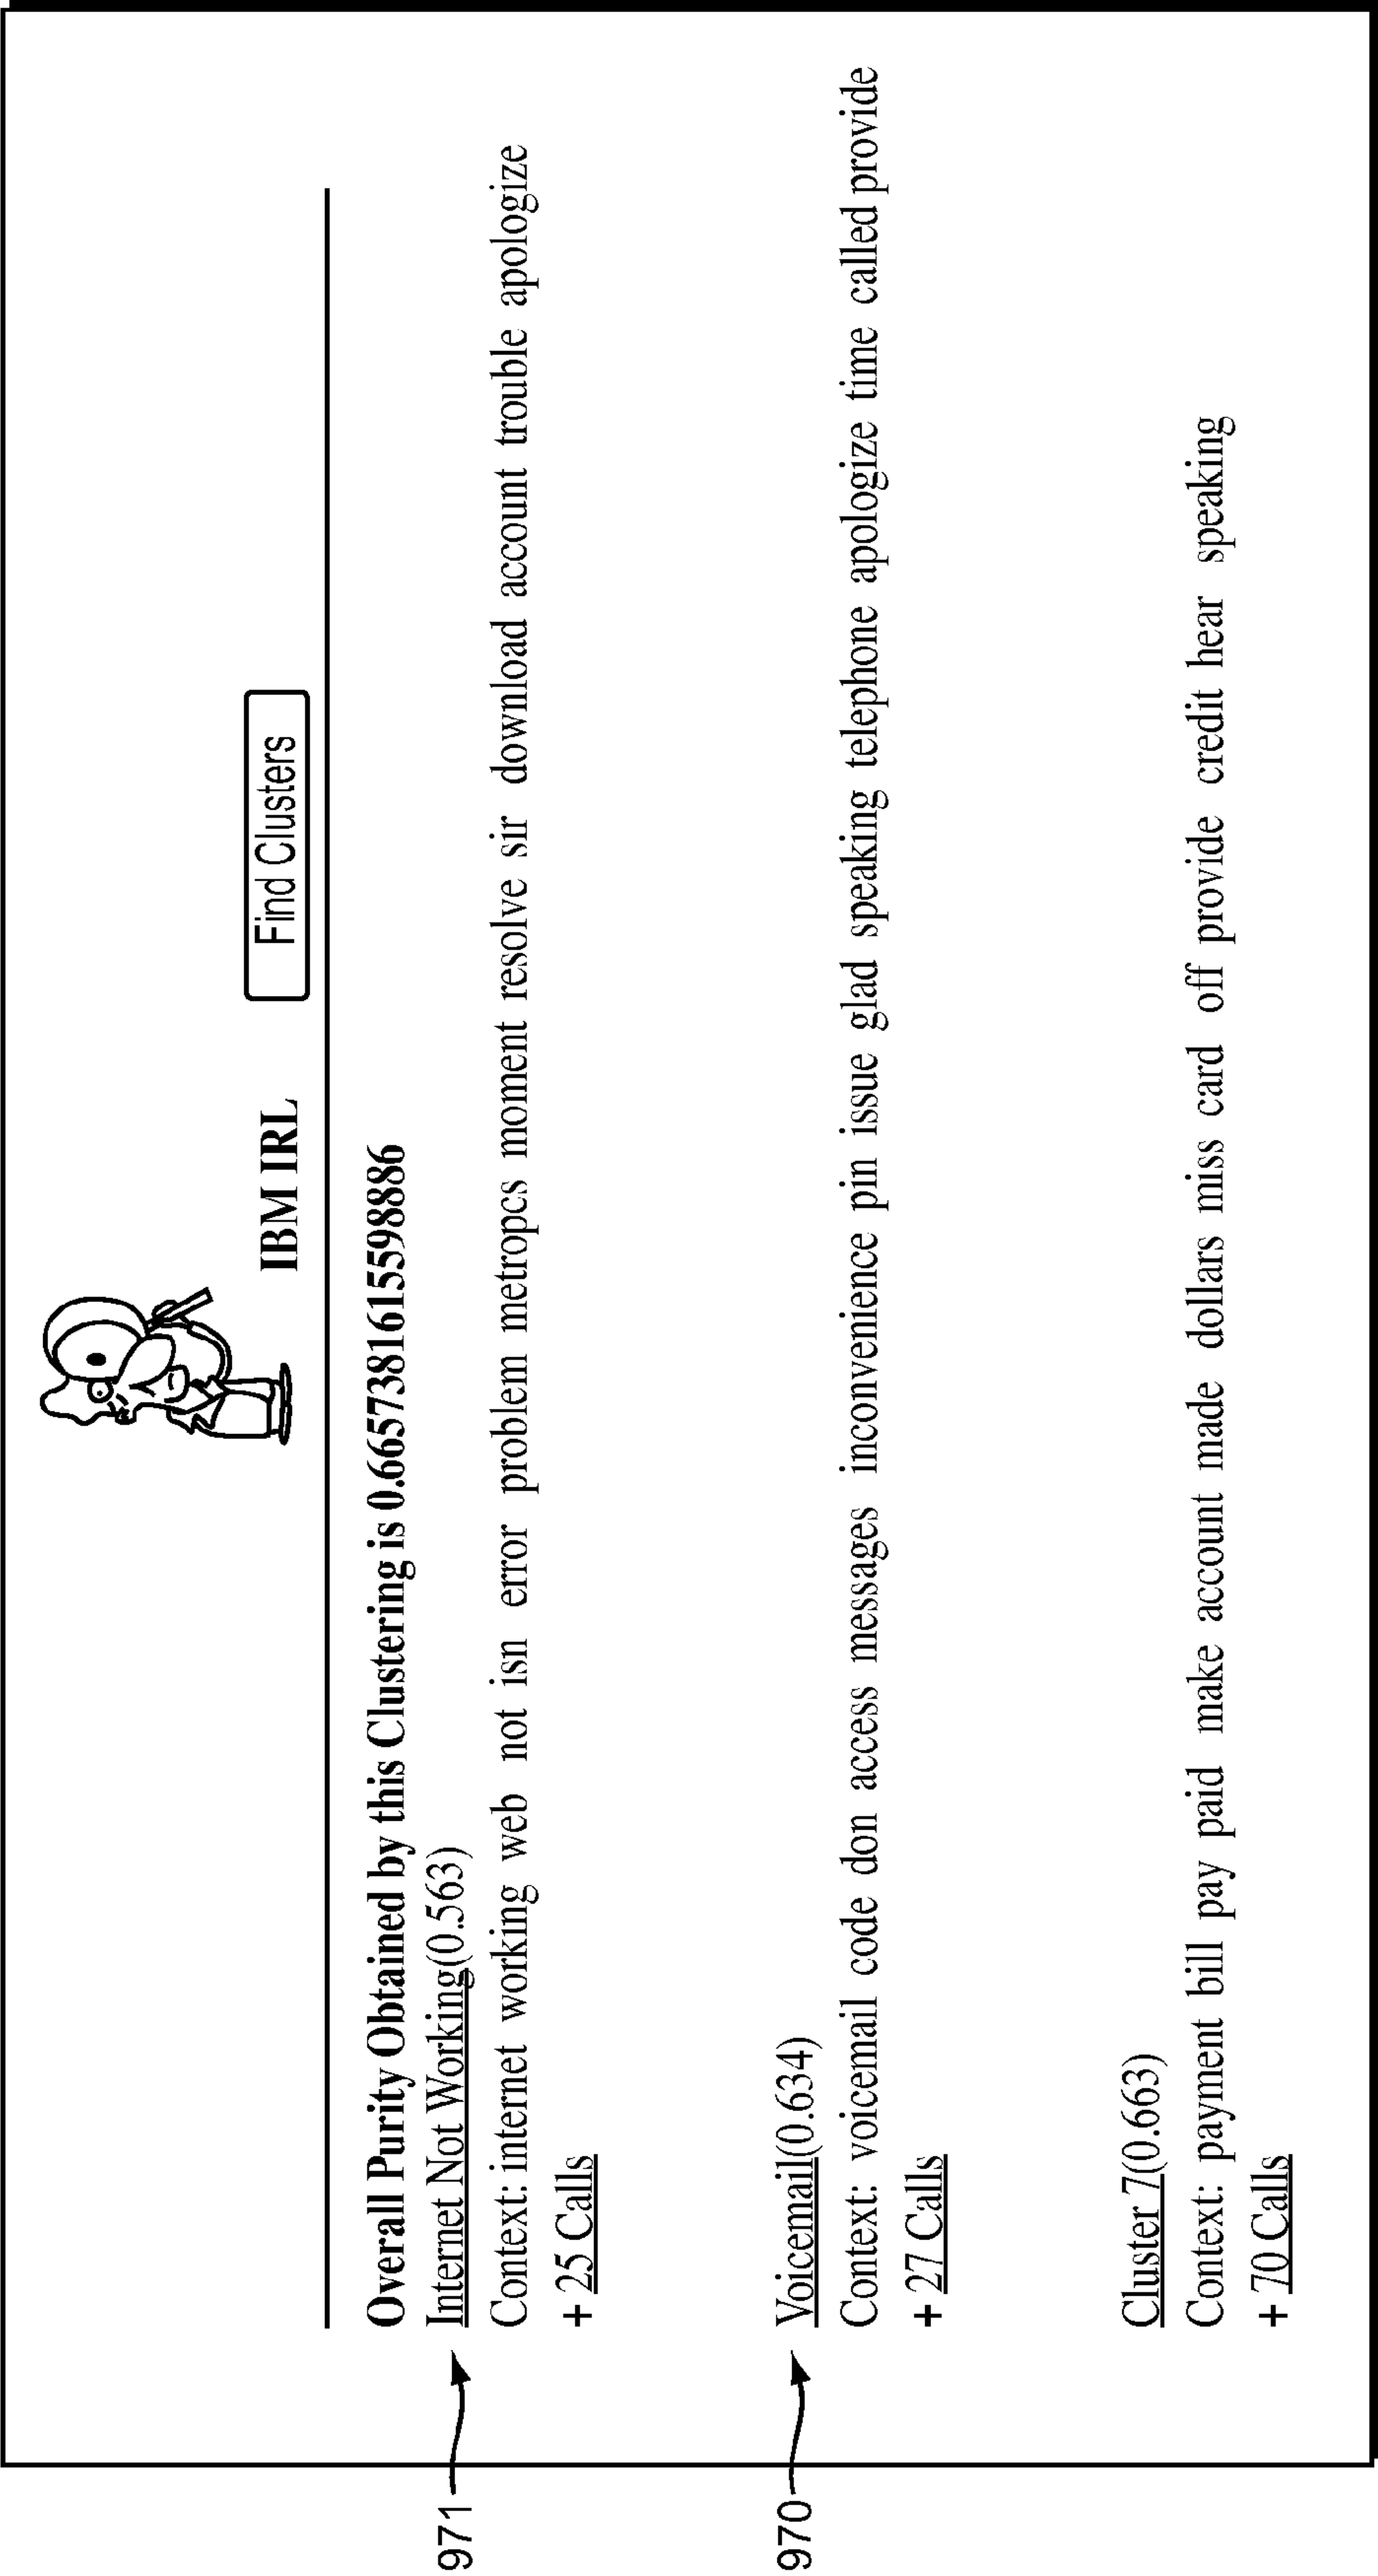 IBM IRL
Find Clusters
Overall Purity Obtained by this Clustering is 0.6657381615598886
971
Internet Not Working(0.563)
Context: internet working web not isn error problem metropcs moment resolve sir download account trouble apologize
+ 25 Calls
970
Voicemail(0.634)
Context: voicemail code don access messages inconvenience pin issue glad speaking telephone apologize time called provide
+ 27 Calls
Cluster 7(0.663)
Context: payment bill pay paid make account made dollars miss card off provide credit hear speaking
+ 70 Calls